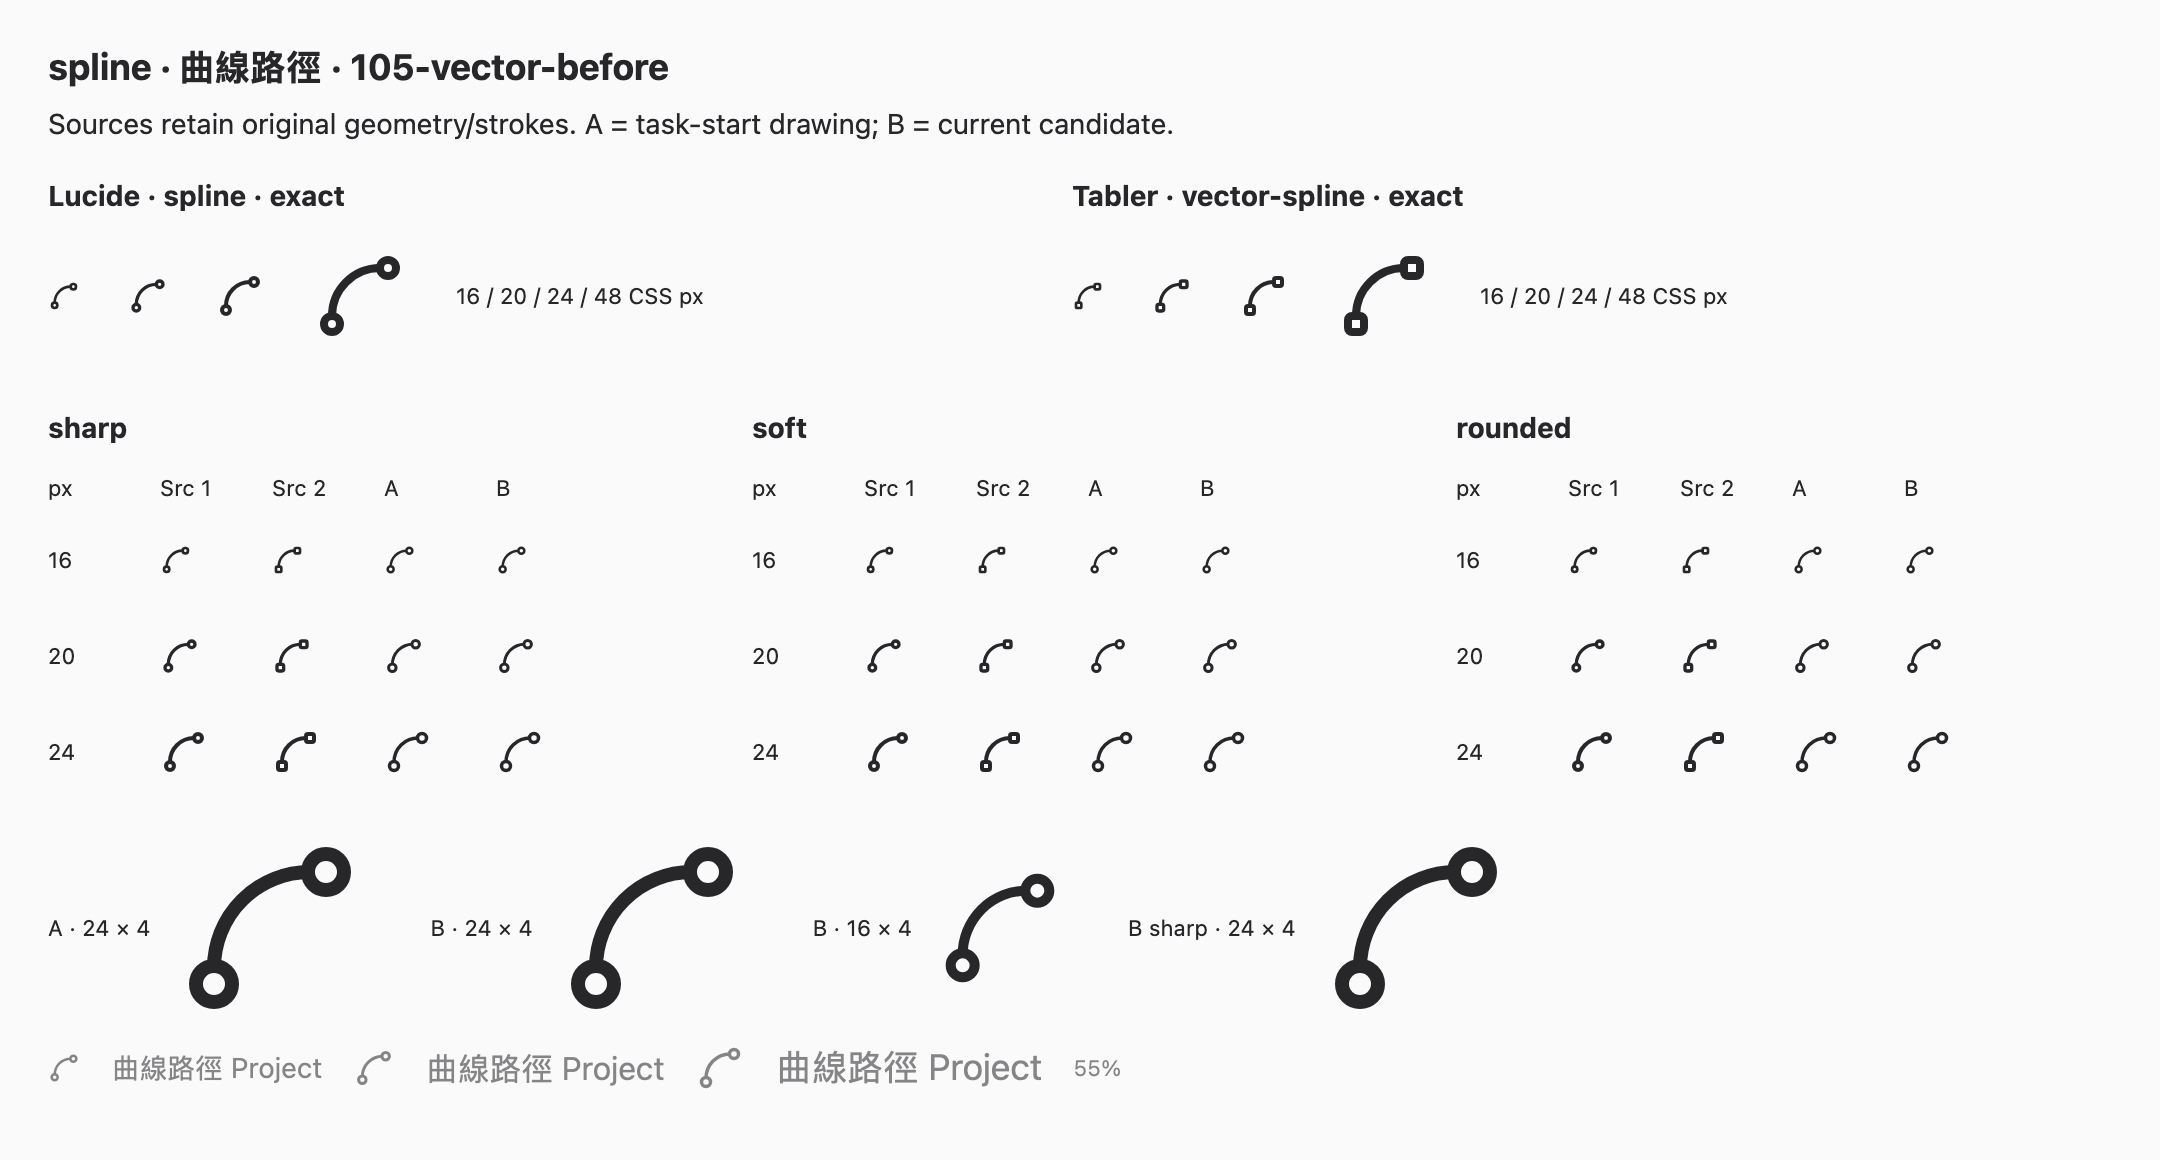 spline · 曲線路徑 · 105-vector-before
Sources retain original geometry/strokes. A = task-start drawing; B = current candidate.
Lucide · spline · exact
Tabler · vector-spline · exact
16 / 20 / 24 / 48 CSS px
16 / 20 / 24 / 48 CSS px
sharp
soft
rounded
px Src 1 Src 2 A B
px Src 1 Src 2 A B
px Src 1 Src 2 A B
16
16
16
20
20
20
24
24
24
A · 24 × 4
B · 24 × 4
B · 16 × 4
B sharp · 24 × 4
曲線路徑 Project
曲線路徑 Project
曲線路徑 Project
55%